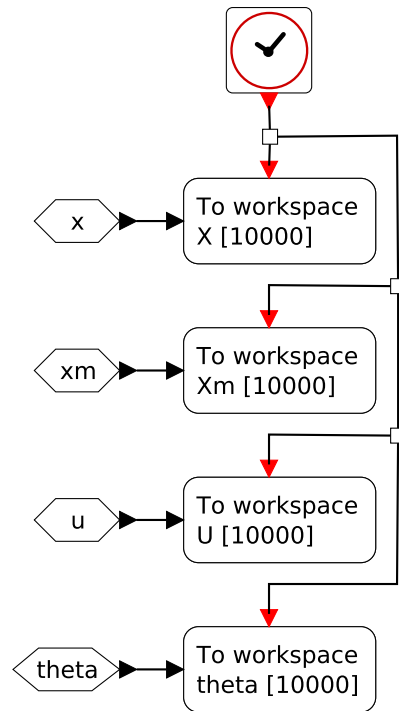 To workspace
x
X [10000]
To workspace
xm
Xm [10000]
To workspace
u
U [10000]
To workspace
theta
theta [10000]